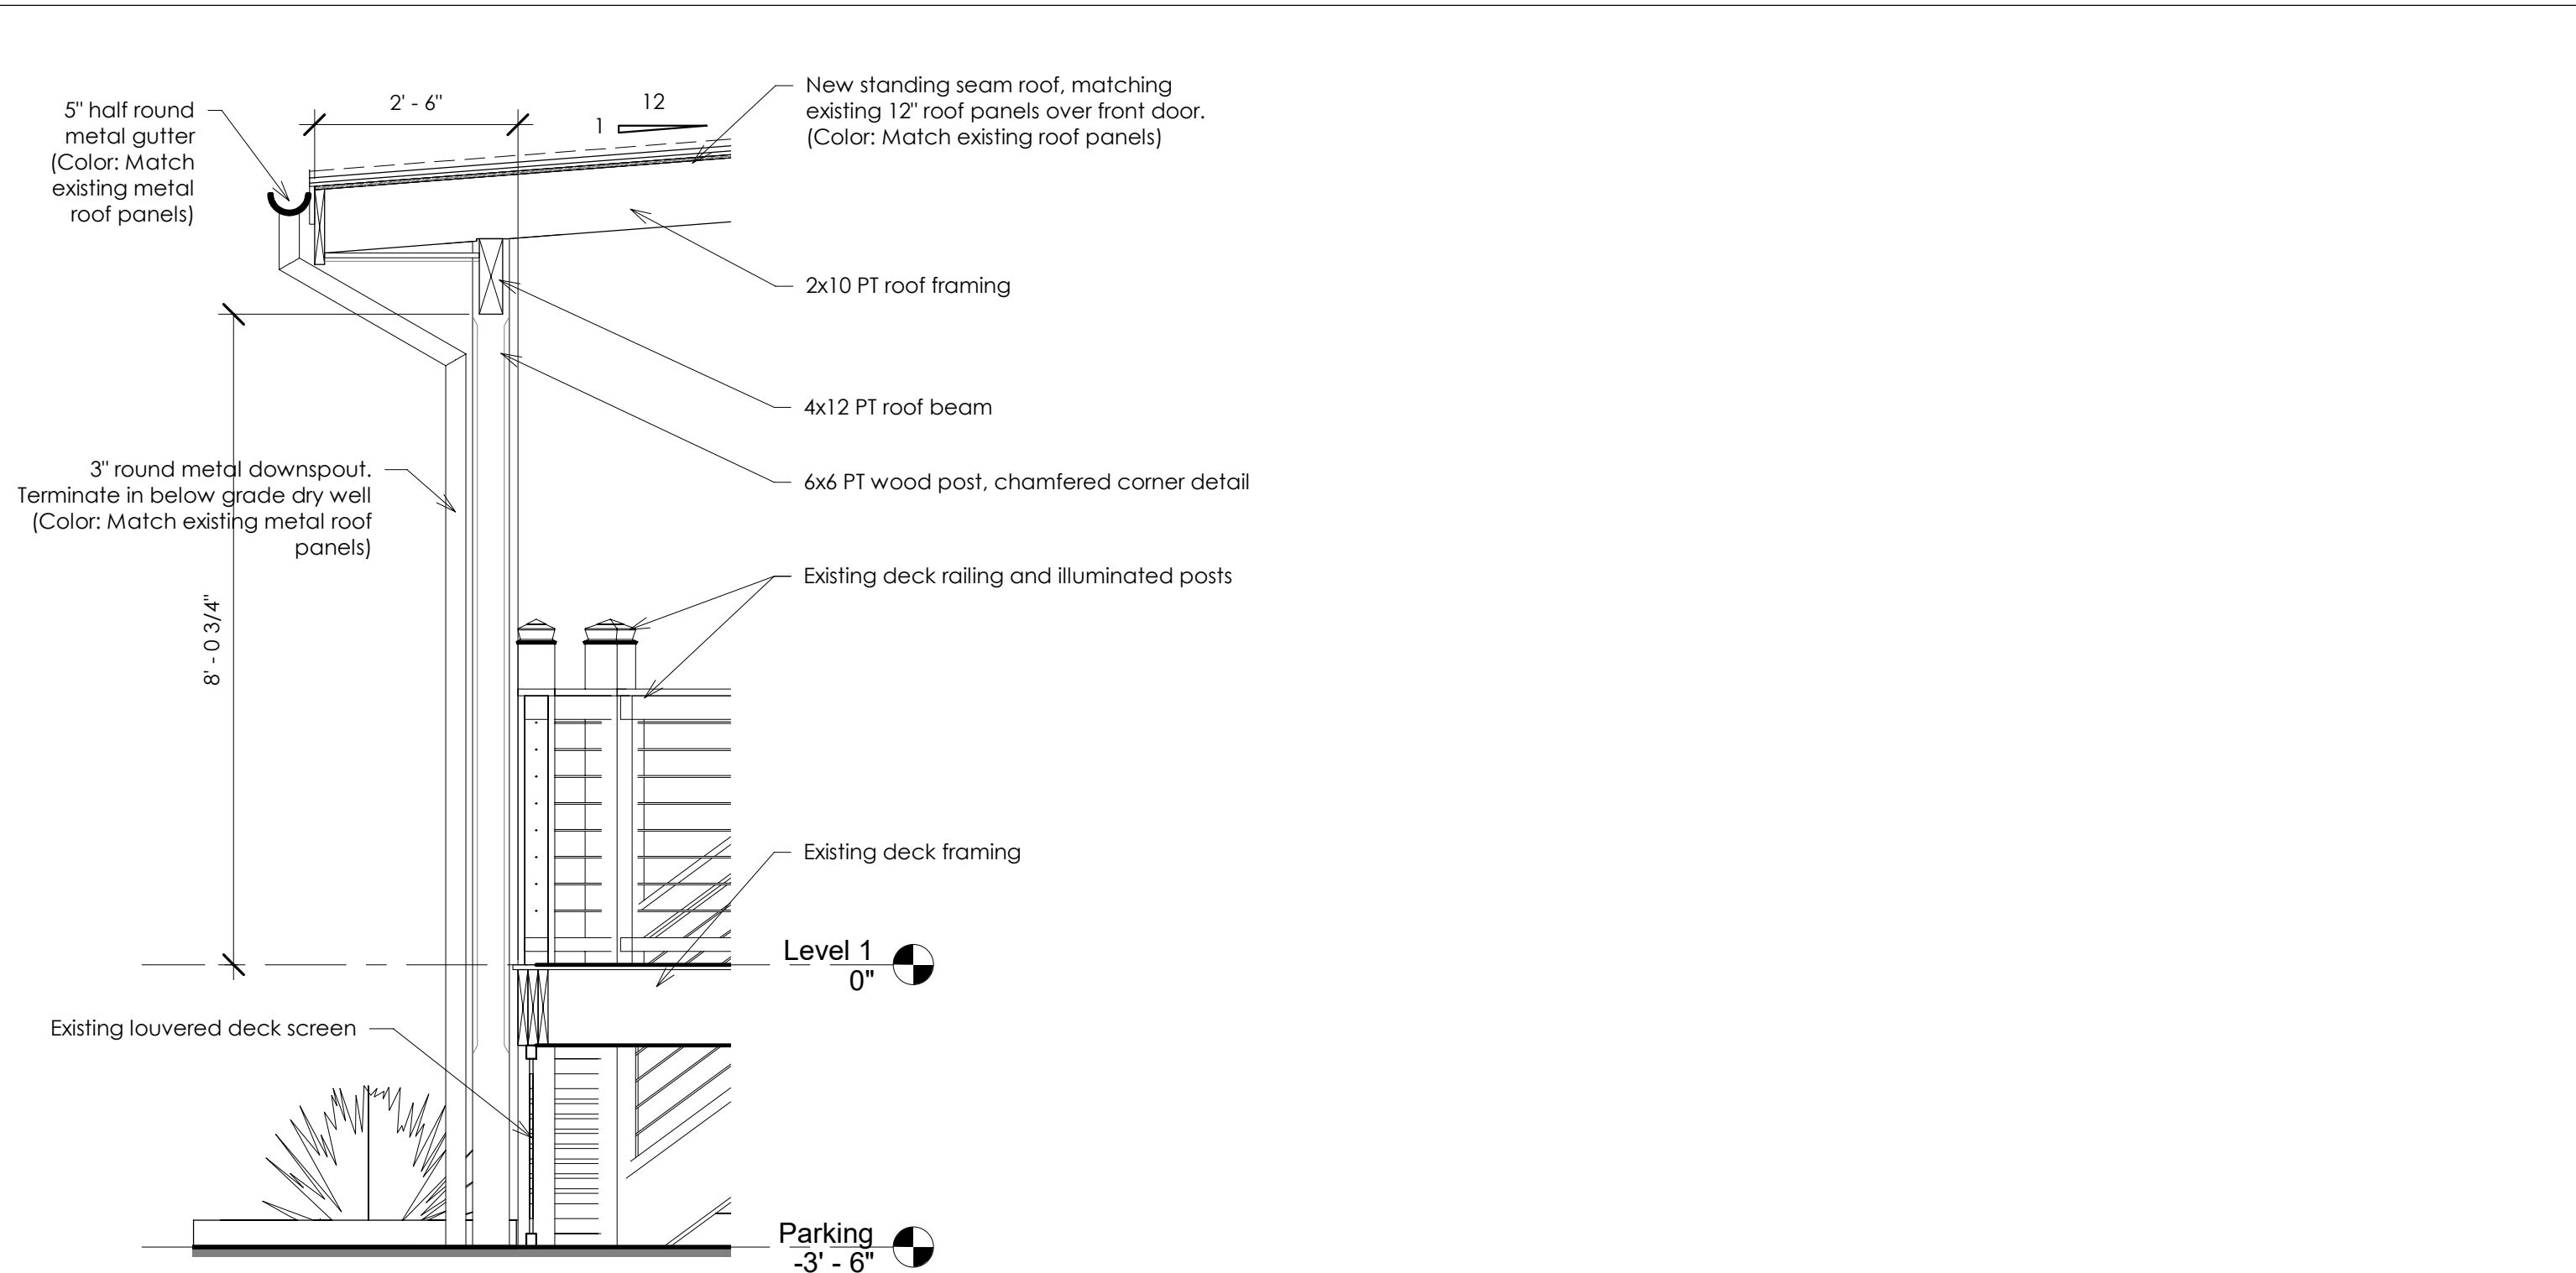 5" half round
metal gutter
(Color: Match
existing metal
roof panels)
2' - 6"
12
1
New standing seam roof, matching
existing 12" roof panels over front door.
(Color: Match existing roof panels)
2x10 PT roof framing
4x12 PT roof beam
3" round metal downspout.
Terminate in below grade dry well
(Color: Match existing metal roof
panels)
6x6 PT wood post, chamfered corner detail
Existing deck railing and illuminated posts
8' - 0 3/4"
Existing deck framing
Level 1
0"
Existing louvered deck screen
Parking
-3' - 6"